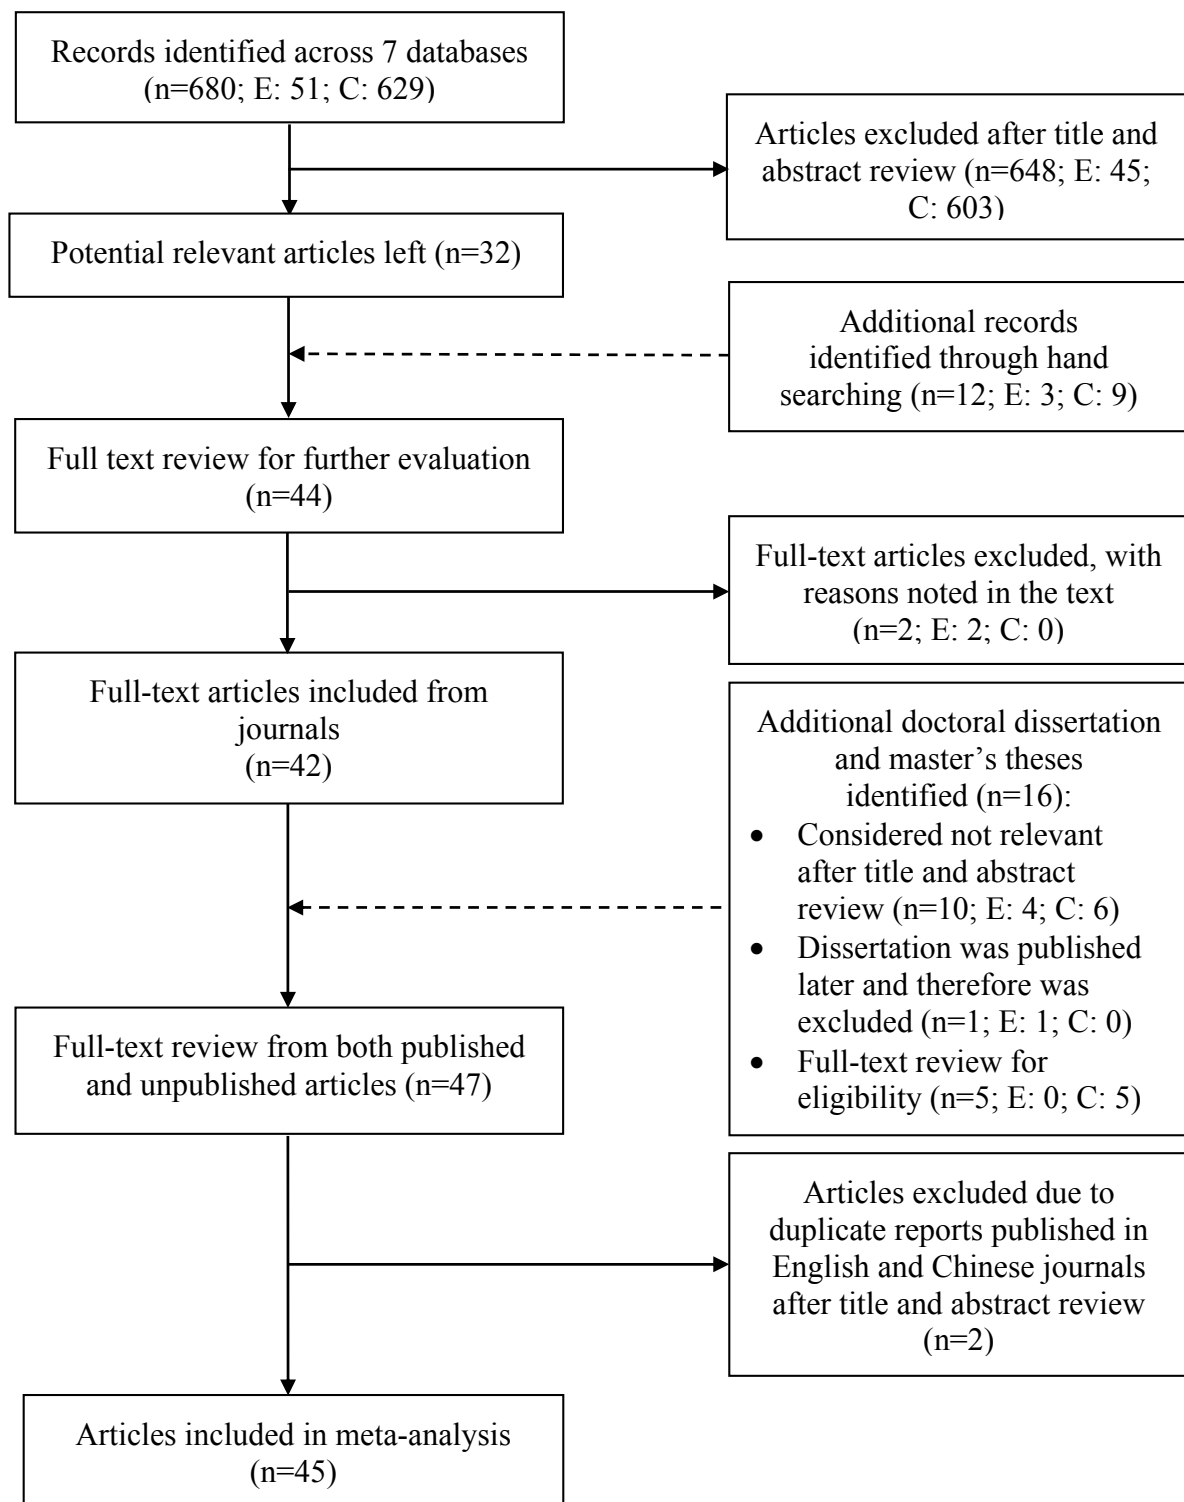 Records identified across 7 databases
(n=680; E: 51; C: 629)
Articles excluded after title and
abstract review (n=648; E: 45;
C: 603)
Potential relevant articles left (n=32)
Additional records
identified through hand
searching (n=12; E: 3; C: 9)
Full text review for further evaluation
(n=44)
Full-text articles excluded, with
reasons noted in the text
(n=2; E: 2; C: 0)
Full-text articles included from
journals
(n=42)
Additional doctoral dissertation
and master’s theses
identified (n=16):
• Considered not relevant
after title and abstract
review (n=10; E: 4; C: 6)
• Dissertation was published
later and therefore was
excluded (n=1; E: 1; C: 0)
• Full-text review for
eligibility (n=5; E: 0; C: 5)
Full-text review from both published
and unpublished articles (n=47)
Articles excluded due to
duplicate reports published in
English and Chinese journals
after title and abstract review
(n=2)
Articles included in meta-analysis
(n=45)